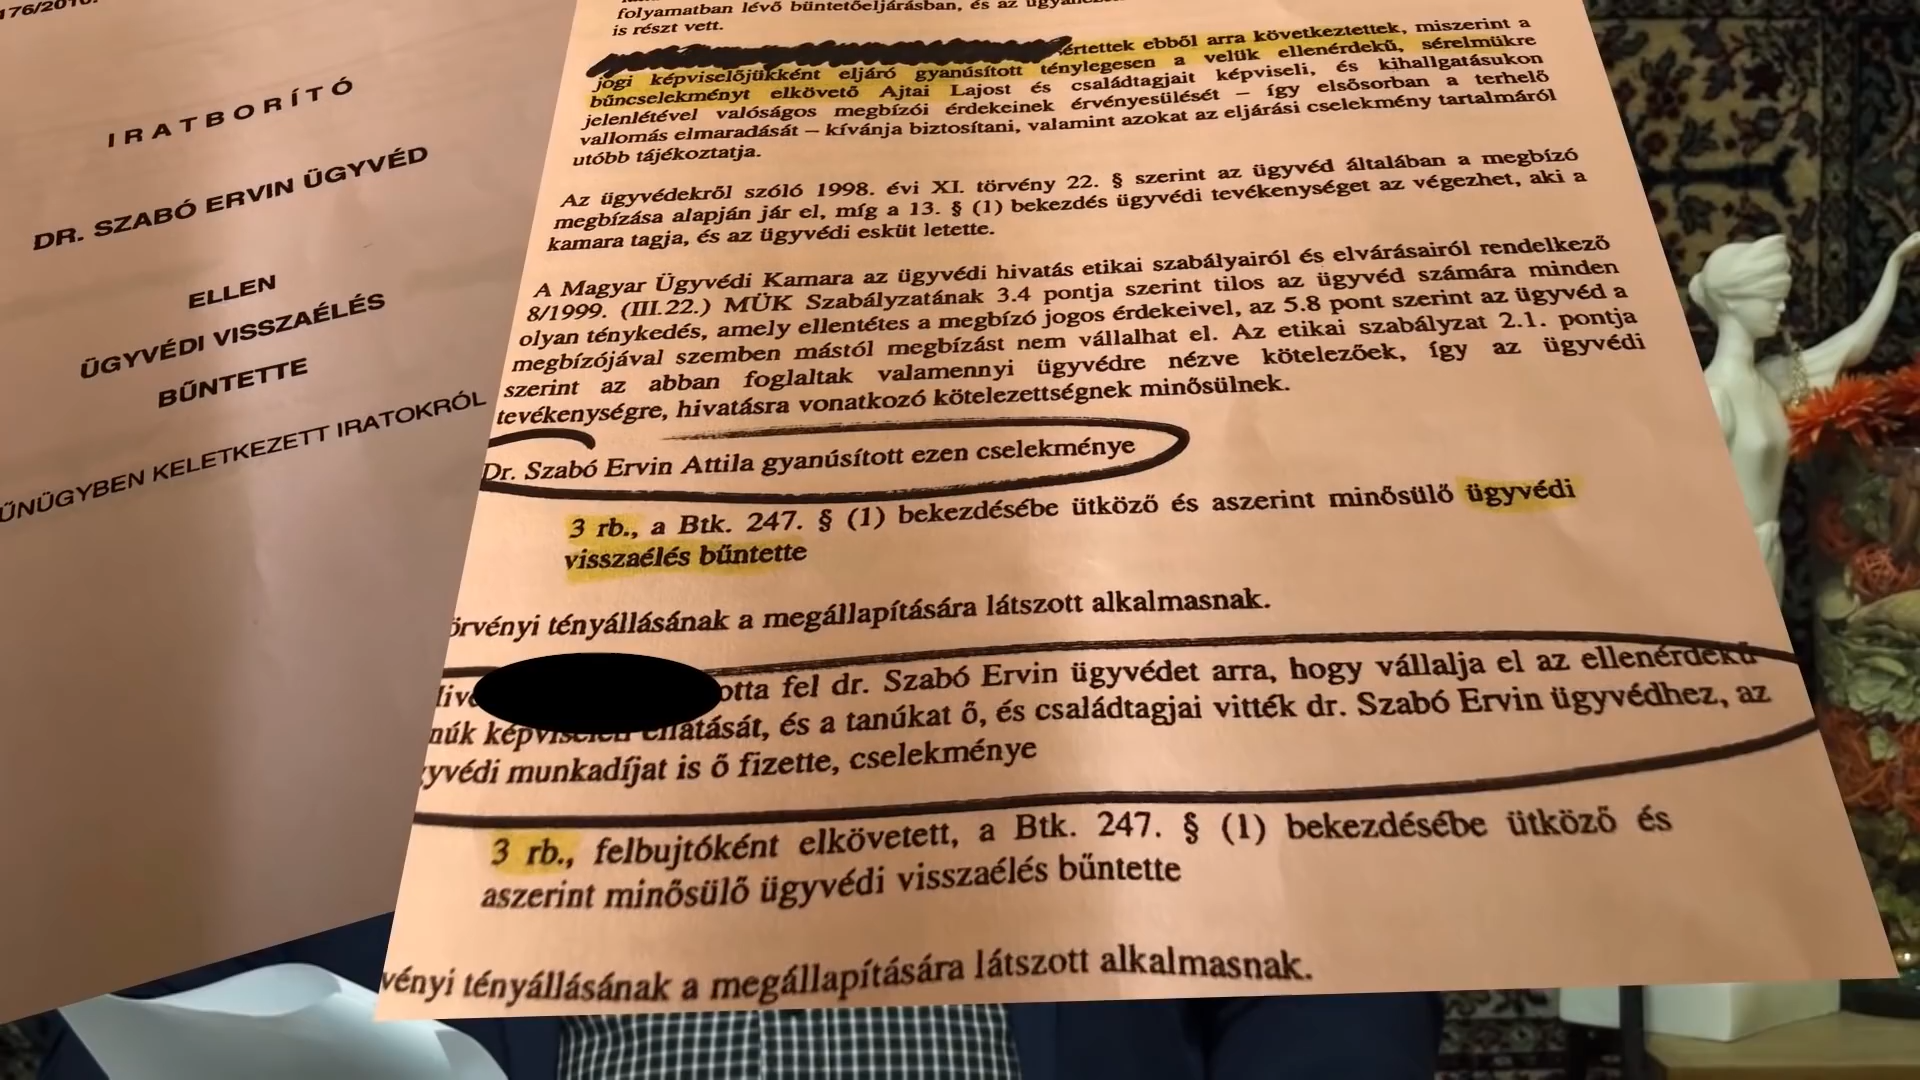 176/2010.
IRATBORÍTÓ
DR. SZABÓ ERVIN ÜGYVÉD
ELLEN
ÜGYVÉDI VISSZAÉLÉS
BŰNTETTE
ŰNÜGYBEN KELETKEZETT IRATOKRÓL
folyamatban lévő büntetőeljárásban, és az
is részt vett.
értettek ebből arra következtettek, miszerint a
jogi képviselőjükként eljáró gyanúsított ténylegesen a velük ellenérdekű, sérelmükre
bűncselekményt elkövető Ajtai Lajost és családtagjait képviseli, és kihallgatásukon
jelenlétével valóságos megbízói érdekeinek érvényesülését – így elsősorban a terhelő
vallomás elmaradását – kívánja biztosítani, valamint azokat az eljárási cselekmény tartalmáról
utóbb tájékoztatja.
Az ügyvédekről szóló 1998. évi XI. törvény 22. § szerint az ügyvéd általában a megbízó
megbízása alapján jár el, míg a 13. § (1) bekezdés ügyvédi tevékenységet az végezhet, aki a
kamara tagja, és az ügyvédi esküt letette.
A Magyar Ügyvédi Kamara az ügyvédi hivatás etikai szabályairól és elvárásairól rendelkező
8/1999. (III.22.) MÜK Szabályzatának 3.4 pontja szerint tilos az ügyvéd számára minden
olyan ténykedés, amely ellentétes a megbízó jogos érdekeivel, az 5.8 pont szerint az ügyvéd a
megbízójával szemben mástól megbízást nem vállalhat el. Az etikai szabályzat 2.1. pontja
szerint az abban foglaltak valamennyi ügyvédre nézve kötelezőek, így az ügyvédi
tevékenységre, hivatásra vonatkozó kötelezettségnek minősülnek.
Dr. Szabó Ervin Attila gyanúsított ezen cselekménye
3 rb., a Btk. 247. § (1) bekezdésébe ütköző és aszerint minősülő ügyvédi
visszaélés bűntette
örvényi tényállásának a megállapítására látszott alkalmasnak.
otta fel dr. Szabó Ervin ügyvédet arra, hogy vállalja el az ellenérdekű
núk ellátását, és a tanúkat ő, és családtagjai vitték dr. Szabó Ervin ügyvédhez, az
yvédi munkadíjat is ő fizette, cselekménye
3 rb., felbujtóként elkövetett, a Btk. 247. § (1) bekezdésébe ütköző és
aszerint minősülő ügyvédi visszaélés bűntette
vényi tényállásának a megállapítására látszott alkalmasnak.